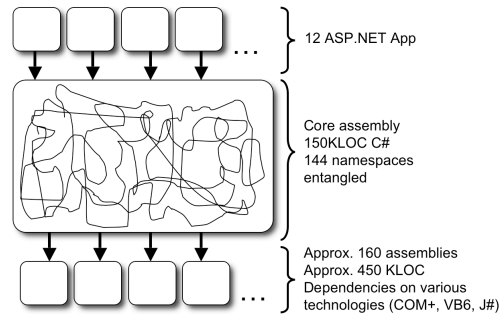 12 ASP.NET App
...
Core assembly
150KLOC C#
144 namespaces
entangled
Approx. 160 assemblies
Approx. 450 KLOC
Dependencies on various
technologies (COM+, VB6, J#)
...